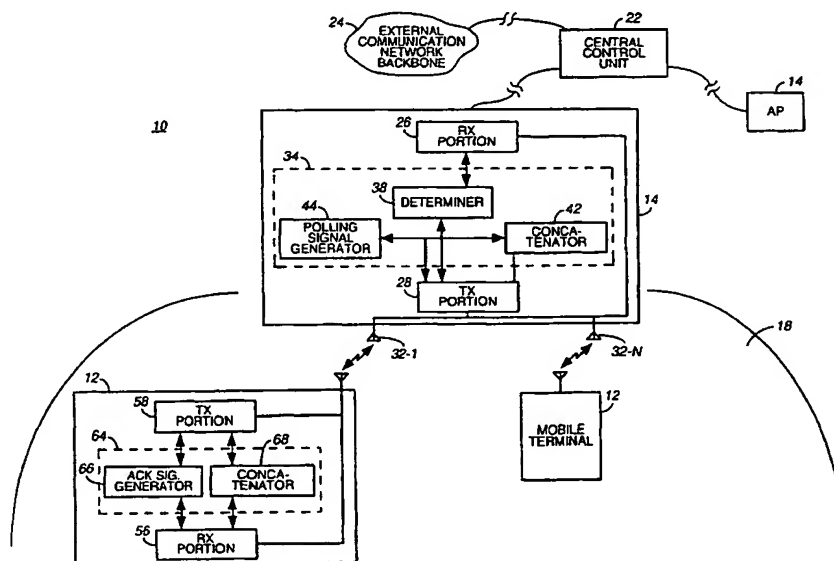 24
EXTERNAL
COMMUNICATION
NETWORK
BACKBONE
22
CENTRAL
CONTROL
UNIT
14
AP
10
26
RX
PORTION
34
38
DETERMINER
44
POLLING
SIGNAL
GENERATOR
42
CONCA-
TENATOR
14
28
TX
PORTION
18
32-1
32-N
12
58
TX
PORTION
64
68
66
ACK SIG.
GENERATOR
CONCA-
TENATOR
56
RX
PORTION
12
MOBILE
TERMINAL